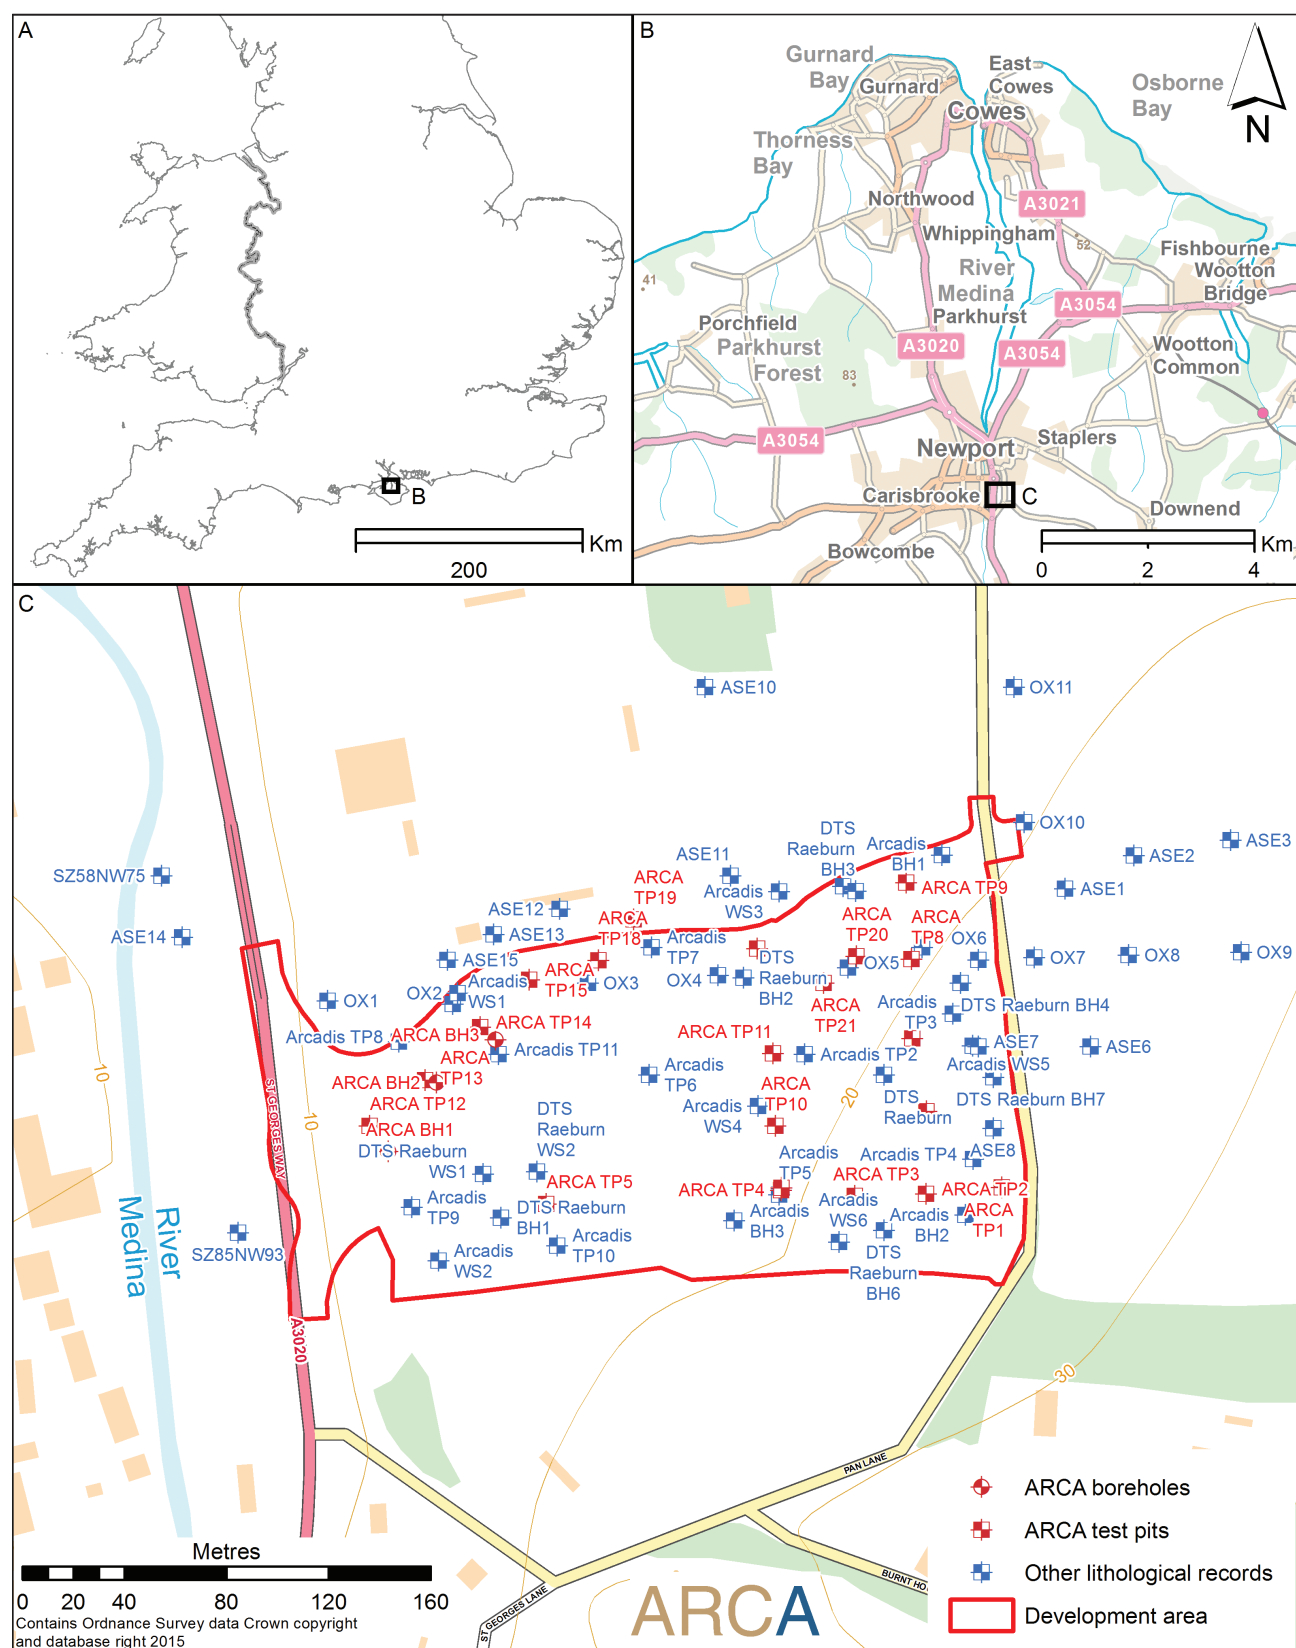 A
B
Km
200
B
Gurnard
Bay
Gurnard
East
Cowes
Cowes
Osborne
Bay
N
Thorness
Bay
Northwood
A3021
Whippingham
52
Fishbourne
Wootton
Bridge
River
Medina
41
A3054
Parkhurst
Porchfield
Parkhurst
Forest
A3020
A3054
Wootton
Common
83
A3054
Newport
Staplers
Carisbrooke
C
Downend
Bowcombe
Km
0
2
4
C
ASE10
OX11
DTS
Raeburn
BH3
Arcadis
BH1
OX10
ASE3
ASE2
ASE11
SZ58NW75
ARCA
TP19
Arcadis
WS3
ARCA TP9
ASE1
ASE12
ARCA
TP18
ARCA
TP20
ARCA
TP8
ASE14
ASE13
Arcadis
TP7
OX6
ASE15
ARCA
TP15
DTS
Raeburn
BH2
OX5
OX7
OX8
OX9
OX1
OX2
Arcadis
WS1
OX3
OX4
ARCA
TP21
Arcadis
TP3
DTS Raeburn BH4
Arcadis TP8
ARCA BH3
ARCA TP14
ARCA TP11
ARCA
TP13
Arcadis TP11
Arcadis TP2
ASE7
ASE6
Arcadis WS5
10
ARCA BH2
Arcadis
TP6
ARCA
TP10
20
DTS
Raeburn
DTS Raeburn BH7
ST GEORGES WAY
10
ARCA TP12
ARCA BH1
DTS Raeburn
WS1
DTS
Raeburn
WS2
Arcadis
WS4
Arcadis
TP5
Arcadis TP4
ASE8
ARCA TP5
ARCA TP4
ARCA TP3
ARCA TP2
Arcadis
TP9
DTS Raeburn
BH1
Arcadis
BH3
Arcadis
WS6
Arcadis
BH2
ARCA
TP1
River
Medina
SZ85NW93
Arcadis
WS2
Arcadis
TP10
DTS
Raeburn
BH6
A3020
30
PAN LANE
ARCA boreholes
ARCA test pits
Other lithological records
Development area
Metres
0 20 40 80 120 160
ST GEORGES LANE
ARCA
Contains Ordnance Survey data Crown copyright
and database right 2015